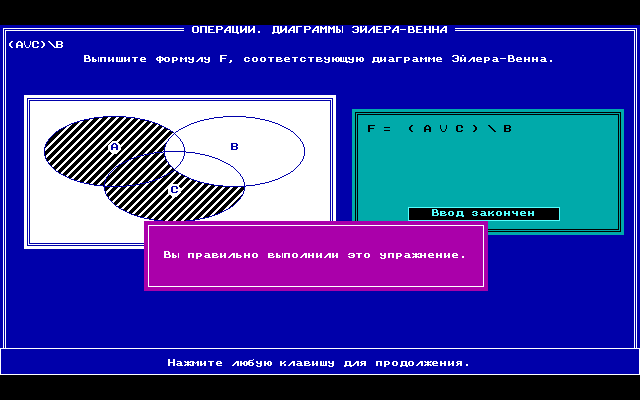 ОПЕРАЦИИ. ДИАГРАММЫ ЭЙЛЕРА-ВЕННА
(A∪C)\B
Выпишите формулу F, соответствующую диаграмме Эйлера-Венна.
A
B
C
F = ( A ∪ C ) \ B
Ввод закончен
Вы правильно выполнили это упражнение.
Нажмите любую клавишу для продолжения.